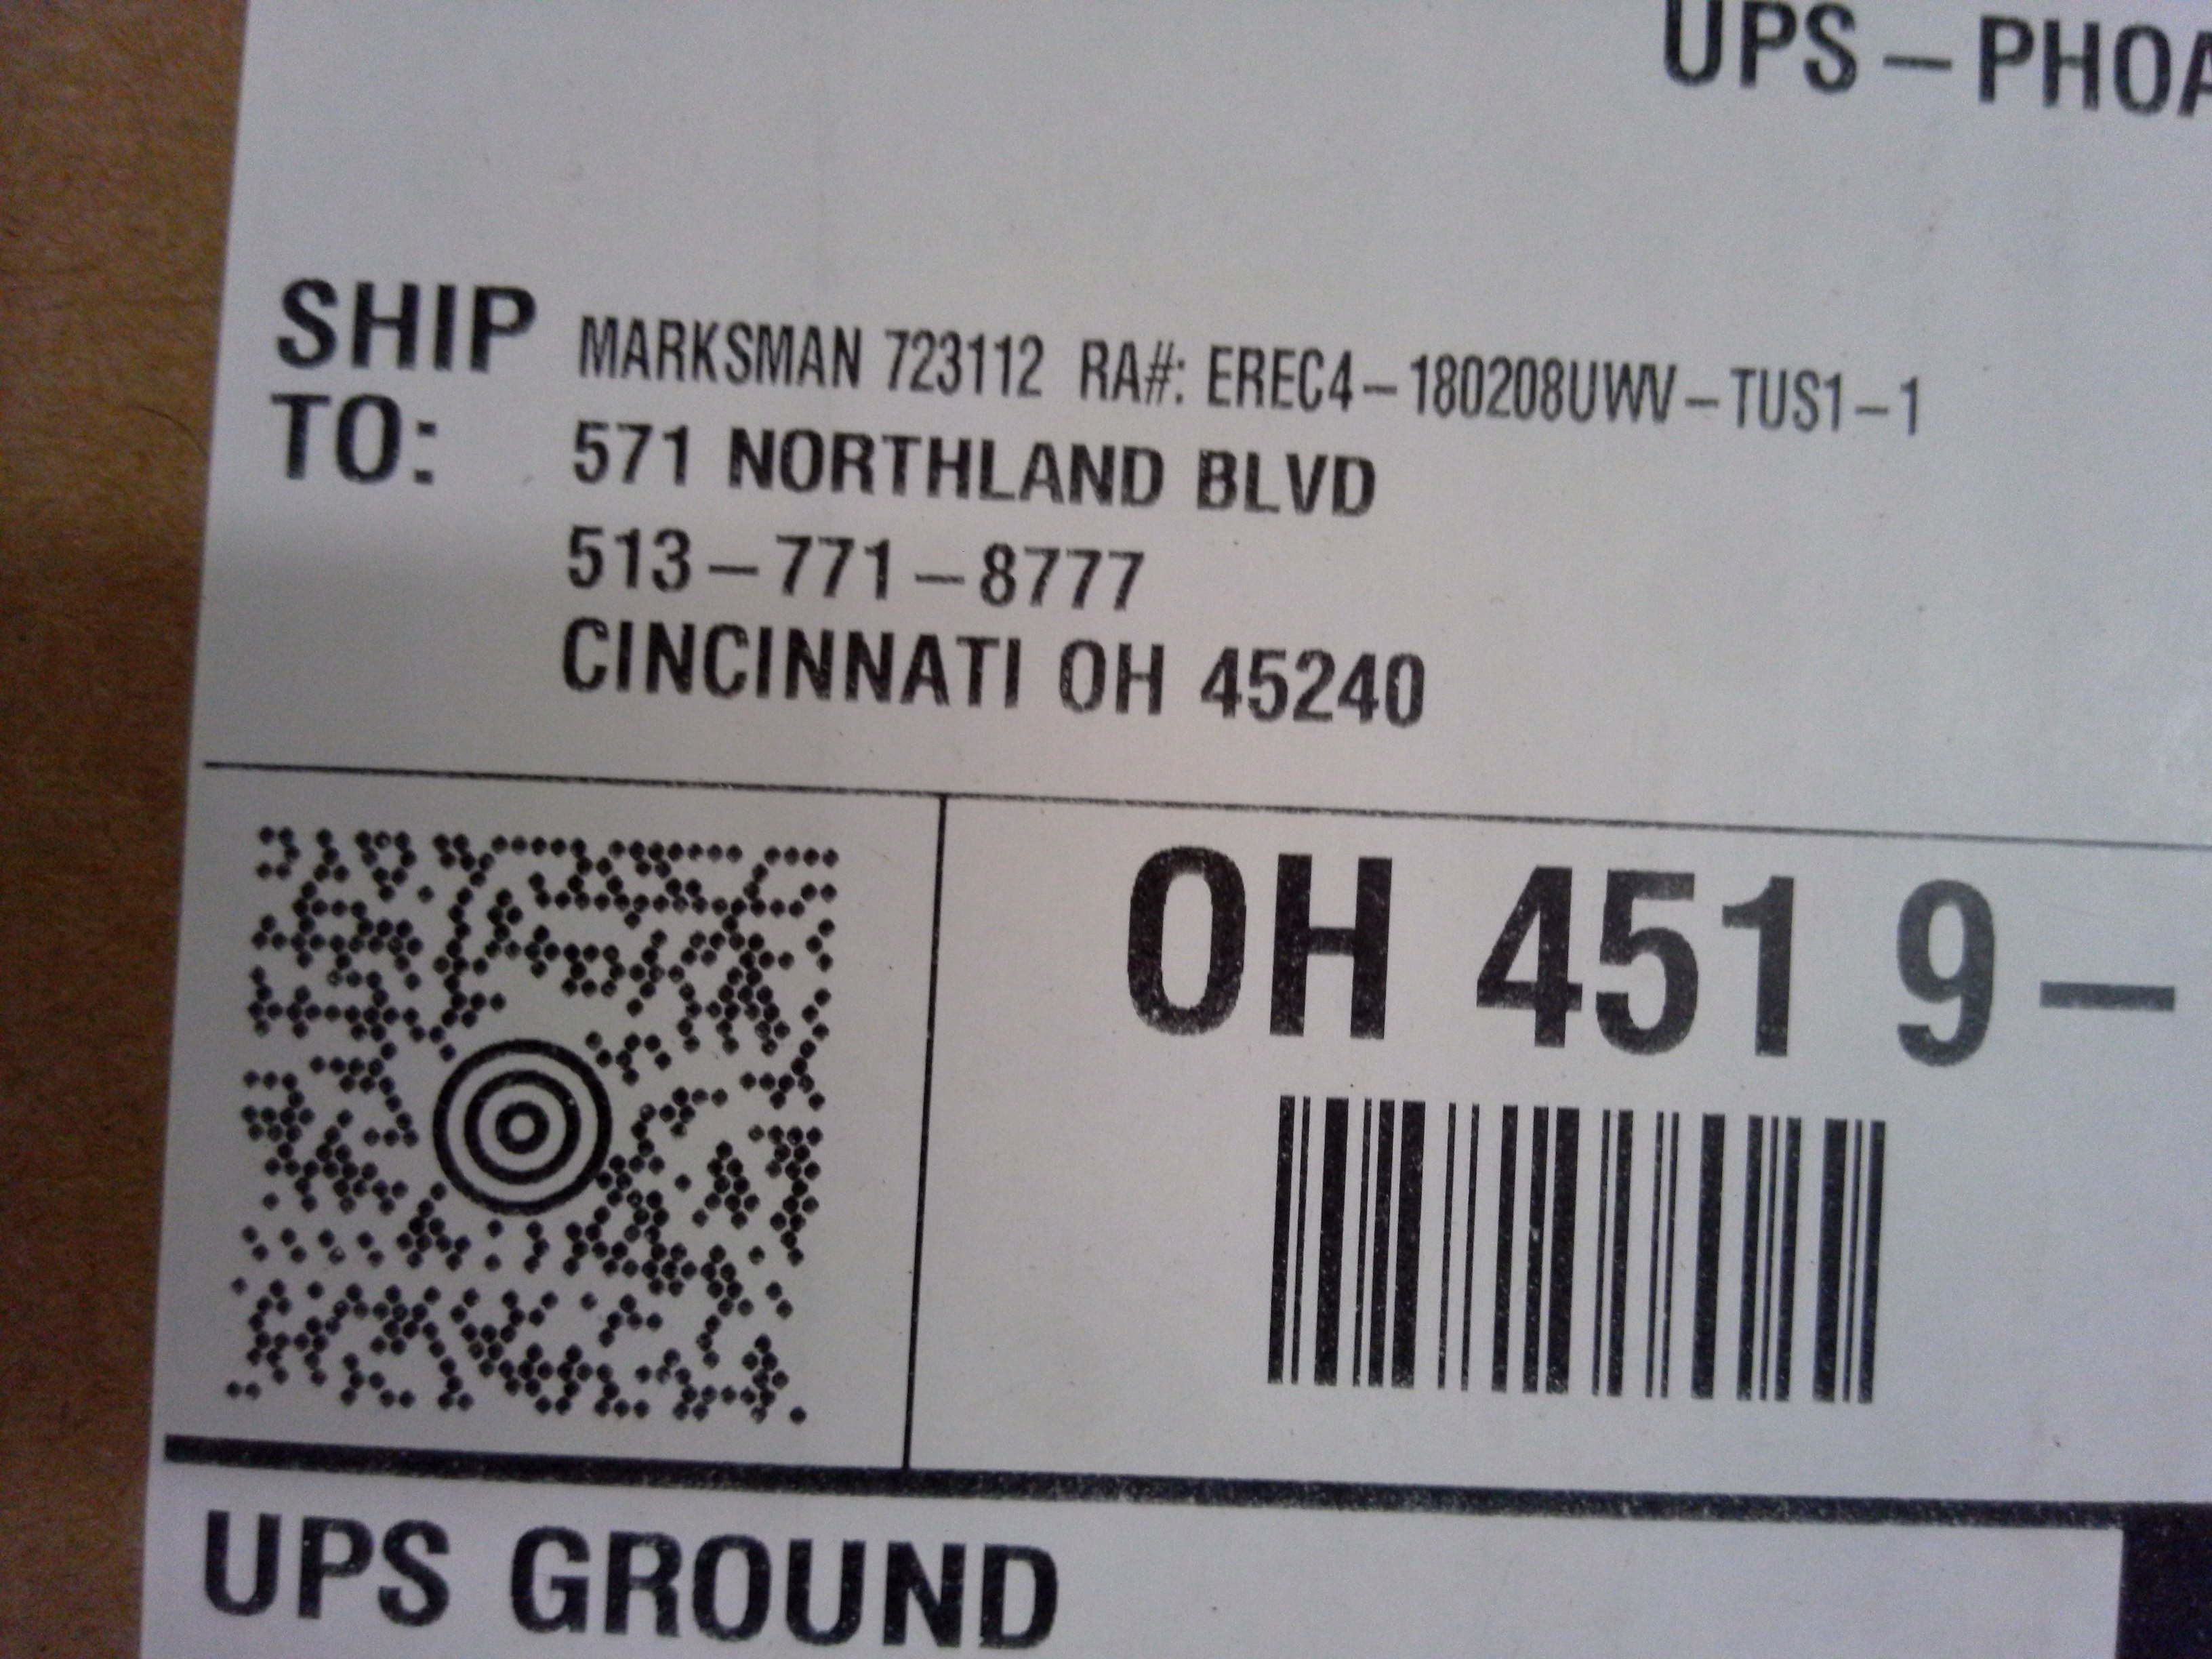 UPS – PHOA
SHIP TO:
MARKSMAN 723112 RA#: EREC4–180208UWV–TUS1–1
571 NORTHLAND BLVD
513–771–8777
CINCINNATI OH 45240
OH 451 9–
UPS GROUND